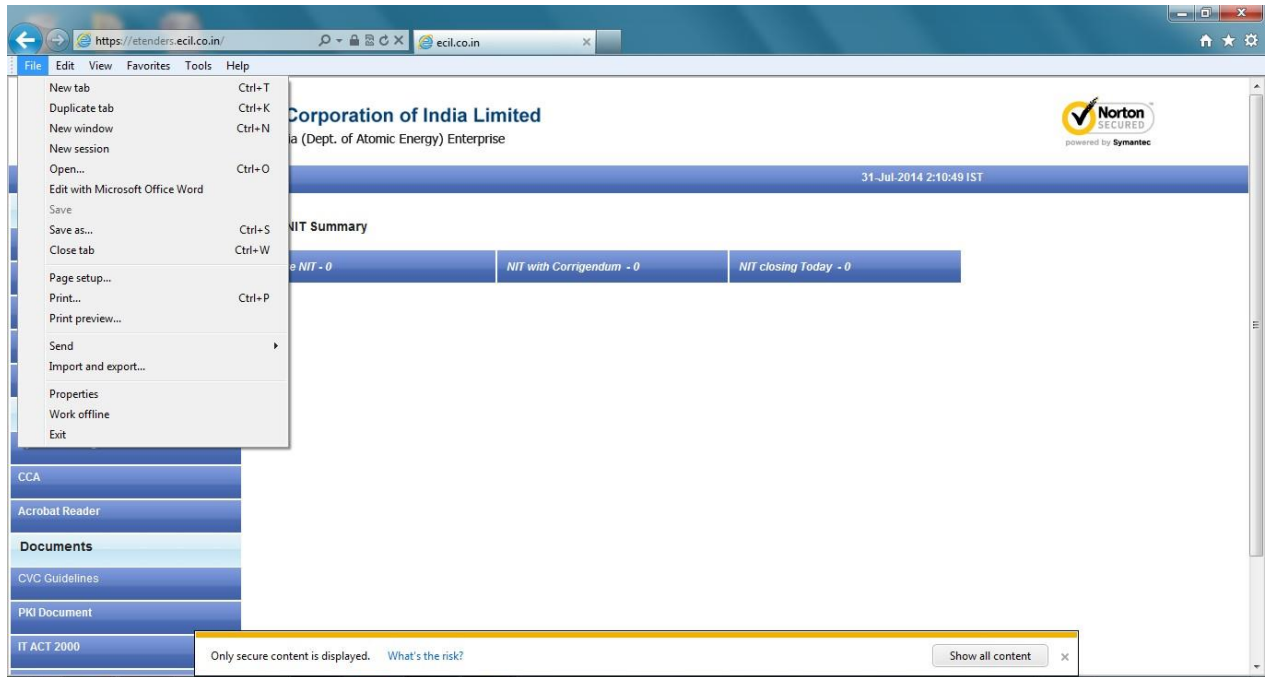 https://etenders.ecil.co.in/
ecil.co.in
File Edit View Favorites Tools Help
New tab Ctrl+T
Duplicate tab Ctrl+K
New window Ctrl+N
New session
Open... Ctrl+O
Edit with Microsoft Office Word
Save
Save as... Ctrl+S
Close tab Ctrl+W
Page setup...
Print... Ctrl+P
Print preview...
Send
Import and export...
Properties
Work offline
Exit
Corporation of India Limited
(Dept. of Atomic Energy) Enterprise
Norton
SECURED
powered by Symantec
31-Jul-2014 2:10:49 IST
NIT Summary
NIT - 0 NIT with Corrigendum - 0 NIT closing Today - 0
CCA
Acrobat Reader
Documents
CVC Guidelines
PKI Document
IT ACT 2000
Only secure content is displayed. What's the risk? Show all content